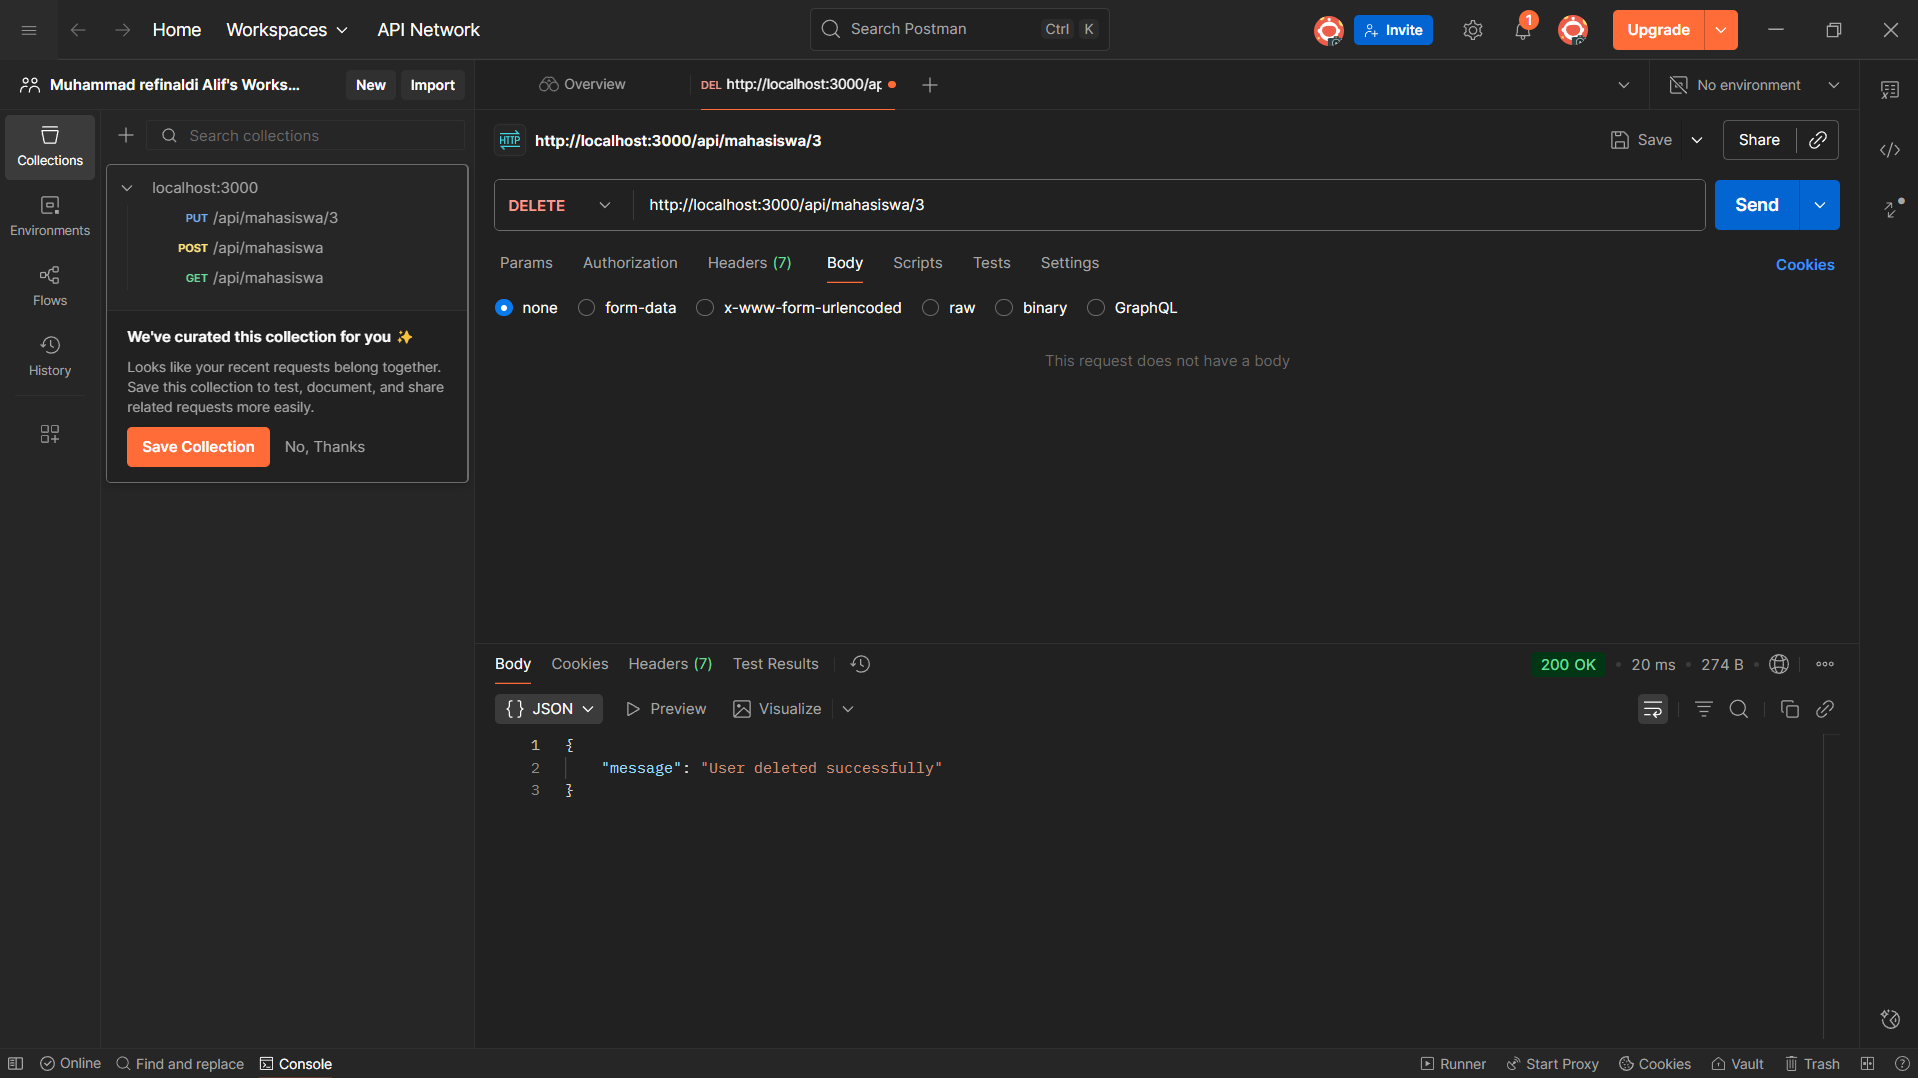 Home
Workspaces
API Network
Search Postman
Ctrl K
Invite
1
Upgrade
Muhammad refinaldi Alif's Works...
New
Import
Overview
DEL http://localhost:3000/ap
No environment
Search collections
HTTP http://localhost:3000/api/mahasiswa/3
Save
Share
Collections
Environments
Flows
History
localhost:3000
PUT /api/mahasiswa/3
POST /api/mahasiswa
GET /api/mahasiswa
We've curated this collection for you ✨
Looks like your recent requests belong together.
Save this collection to test, document, and share
related requests more easily.
Save Collection
No, Thanks
DELETE
http://localhost:3000/api/mahasiswa/3
Send
Params
Authorization
Headers (7)
Body
Scripts
Tests
Settings
Cookies
none
form-data
x-www-form-urlencoded
raw
binary
GraphQL
This request does not have a body
Body
Cookies
Headers (7)
Test Results
200 OK • 20 ms • 274 B
{} JSON
Preview
Visualize
1 {
2 "message": "User deleted successfully"
3 }
Online
Find and replace
Console
Runner
Start Proxy
Cookies
Vault
Trash